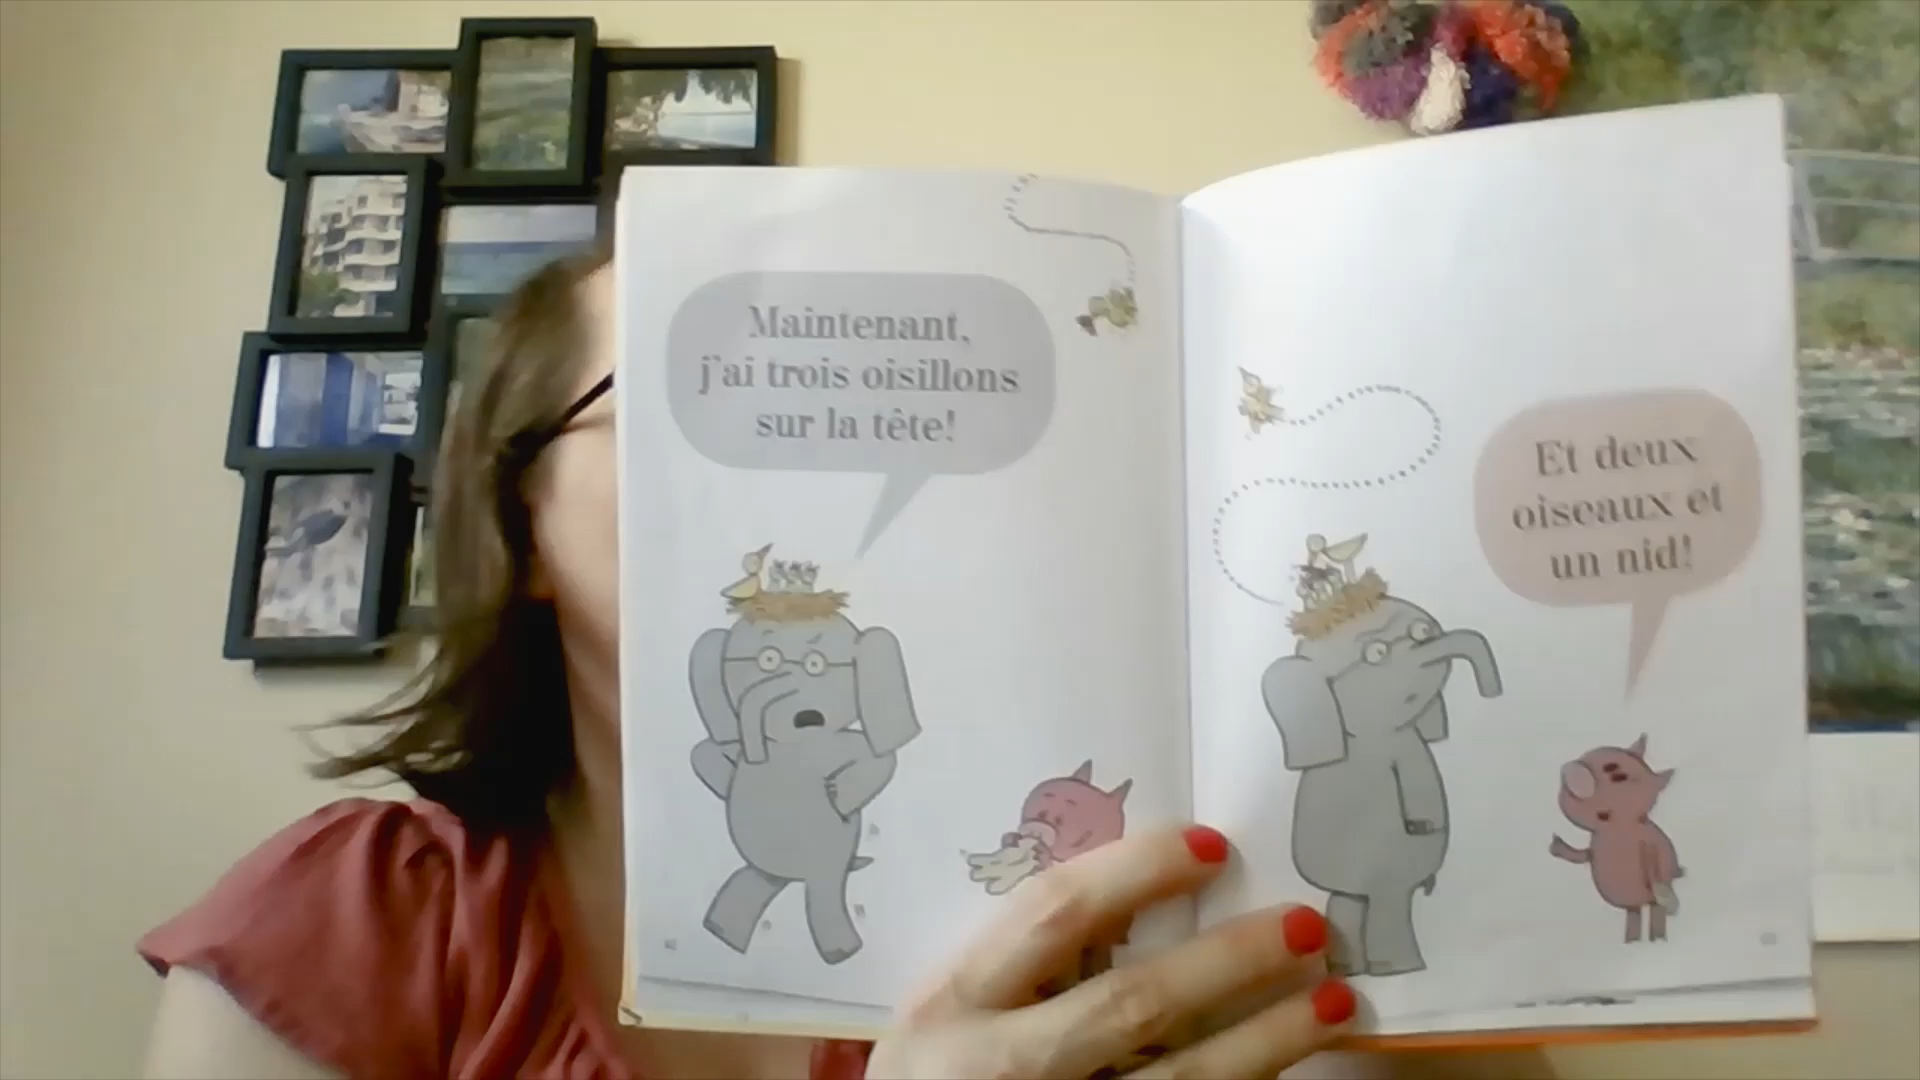 Maintenant,
j'ai trois oisillons
sur la tête!
Et deux
oiseaux et
un nid!